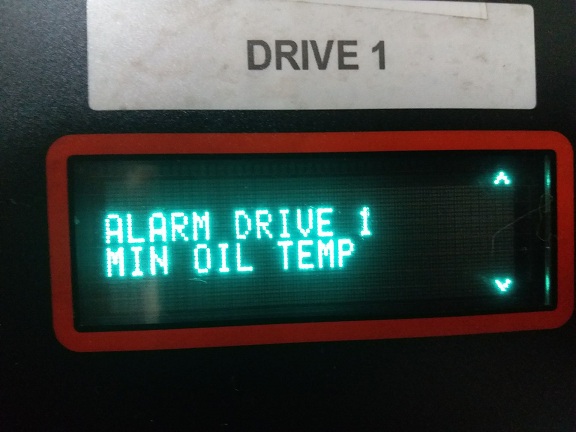 DRIVE 1
ALARM DRIVE 1
MIN OIL TEMP